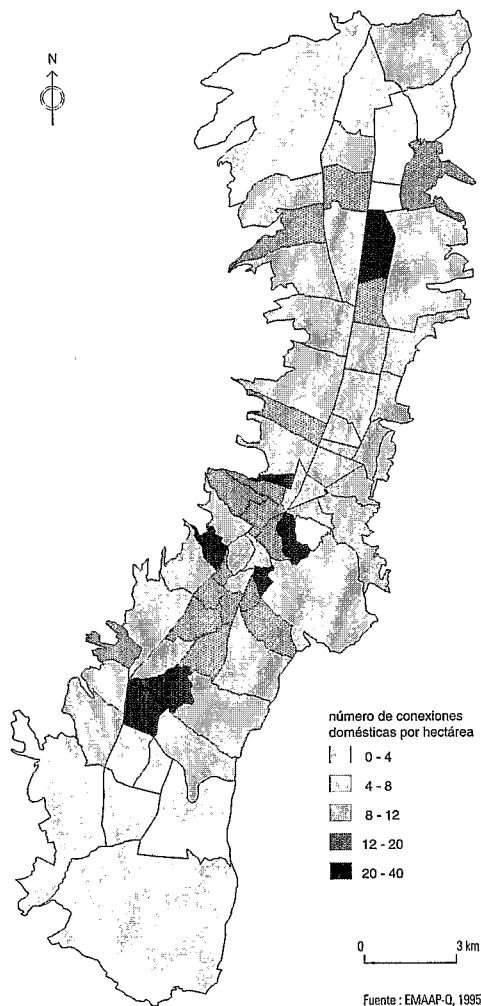 N
número de conexiones
domésticas por hectárea
0 - 4
4 - 8
8 - 12
12 - 20
20 - 40
0 3 km
Fuente : EMAAP-Q, 1995